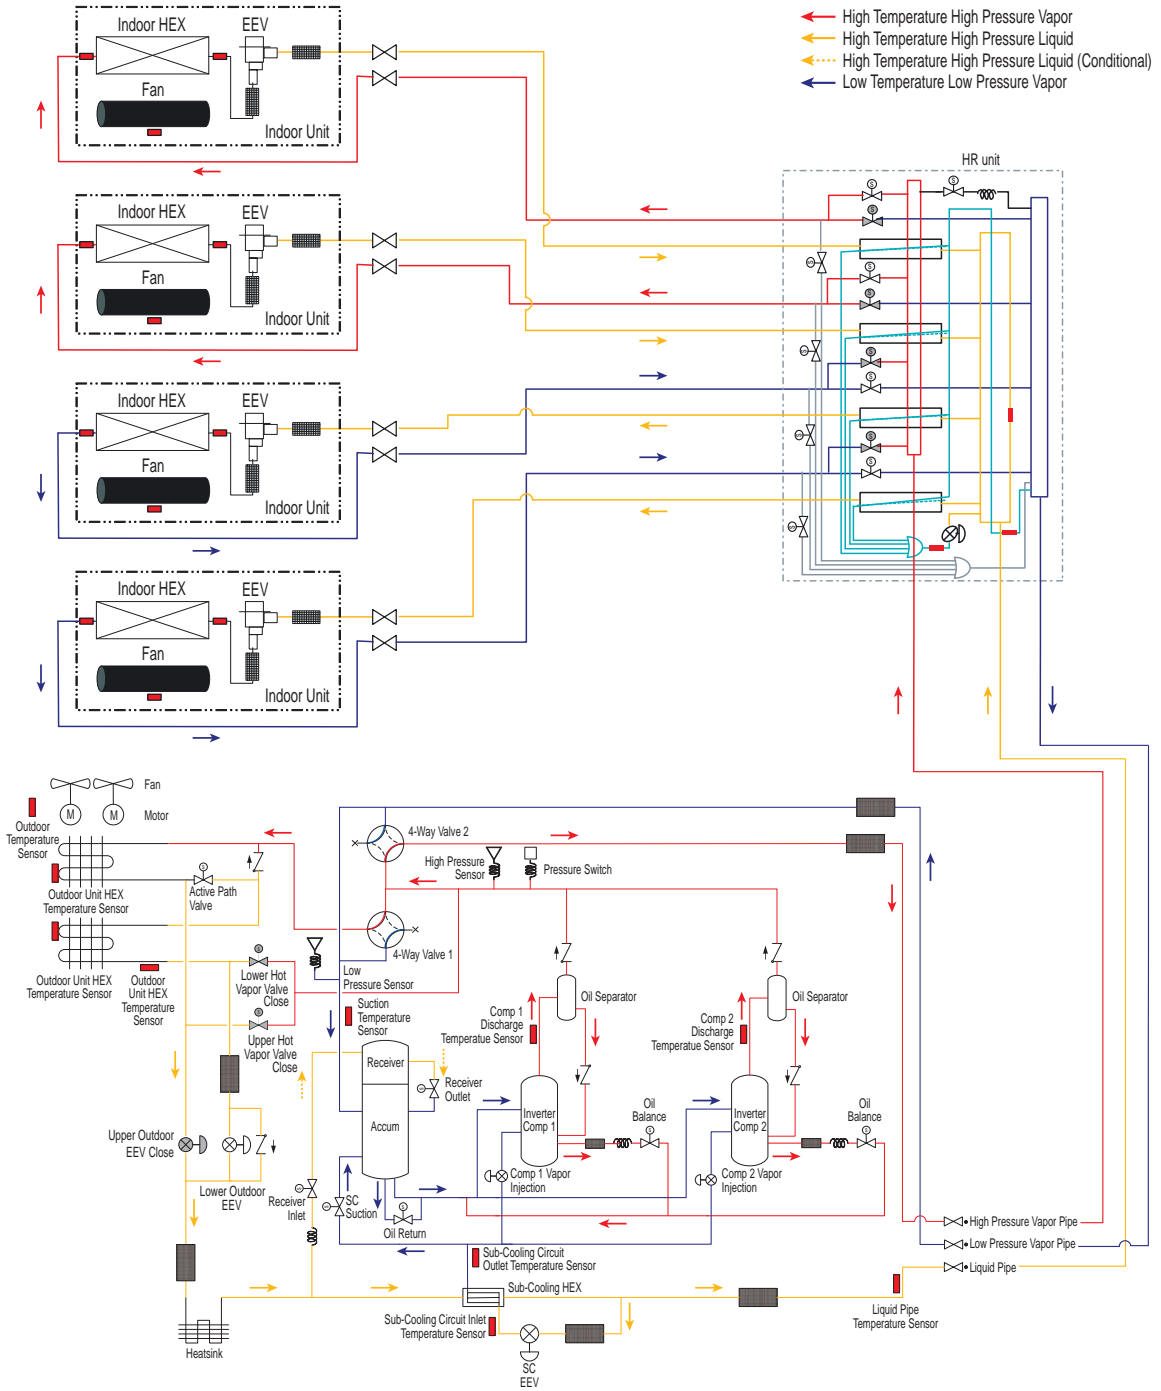 High Temperature High Pressure Vapor
High Temperature High Pressure Liquid
High Temperature High Pressure Liquid (Conditional)
Low Temperature Low Pressure Vapor
Indoor HEX
EEV
Fan
Indoor Unit
Indoor HEX
EEV
Fan
Indoor Unit
Indoor HEX
EEV
Fan
Indoor Unit
Indoor HEX
EEV
Fan
Indoor Unit
HR unit
S
S
S
S
S
S
S
S
S
S
S
S
S
Fan
M
M
Motor
Outdoor
Temperature
Sensor
4-Way Valve 2
High Pressure
Sensor
Pressure Switch
S
Active Path
Valve
Outdoor Unit HEX
Temperature Sensor
4-Way Valve 1
Outdoor Unit HEX
Temperature Sensor
Outdoor
Unit HEX
Temperature
Sensor
S
Lower Hot
Vapor Valve
Close
S
Upper Hot
Vapor Valve
Close
Low
Pressure Sensor
Suction
Temperature
Sensor
Oil Separator
Oil Separator
Comp 1
Discharge
Temperatue Sensor
Comp 2
Discharge
Temperatue Sensor
Receiver
S
Receiver
Outlet
Accum
Inverter
Comp 1
Oil
Balance
S
Inverter
Comp 2
Oil
Balance
S
Upper Outdoor
EEV Close
Lower Outdoor
EEV
Receiver
Inlet
S
SC
Suction
S
Oil Return
S
Comp 1 Vapor
Injection
Comp 2 Vapor
Injection
High Pressure Vapor Pipe
Low Pressure Vapor Pipe
Liquid Pipe
Sub-Cooling Circuit
Outlet Temperature Sensor
Sub-Cooling HEX
Sub-Cooling Circuit Inlet
Temperature Sensor
SC
EEV
Liquid Pipe
Temperature Sensor
Heatsink